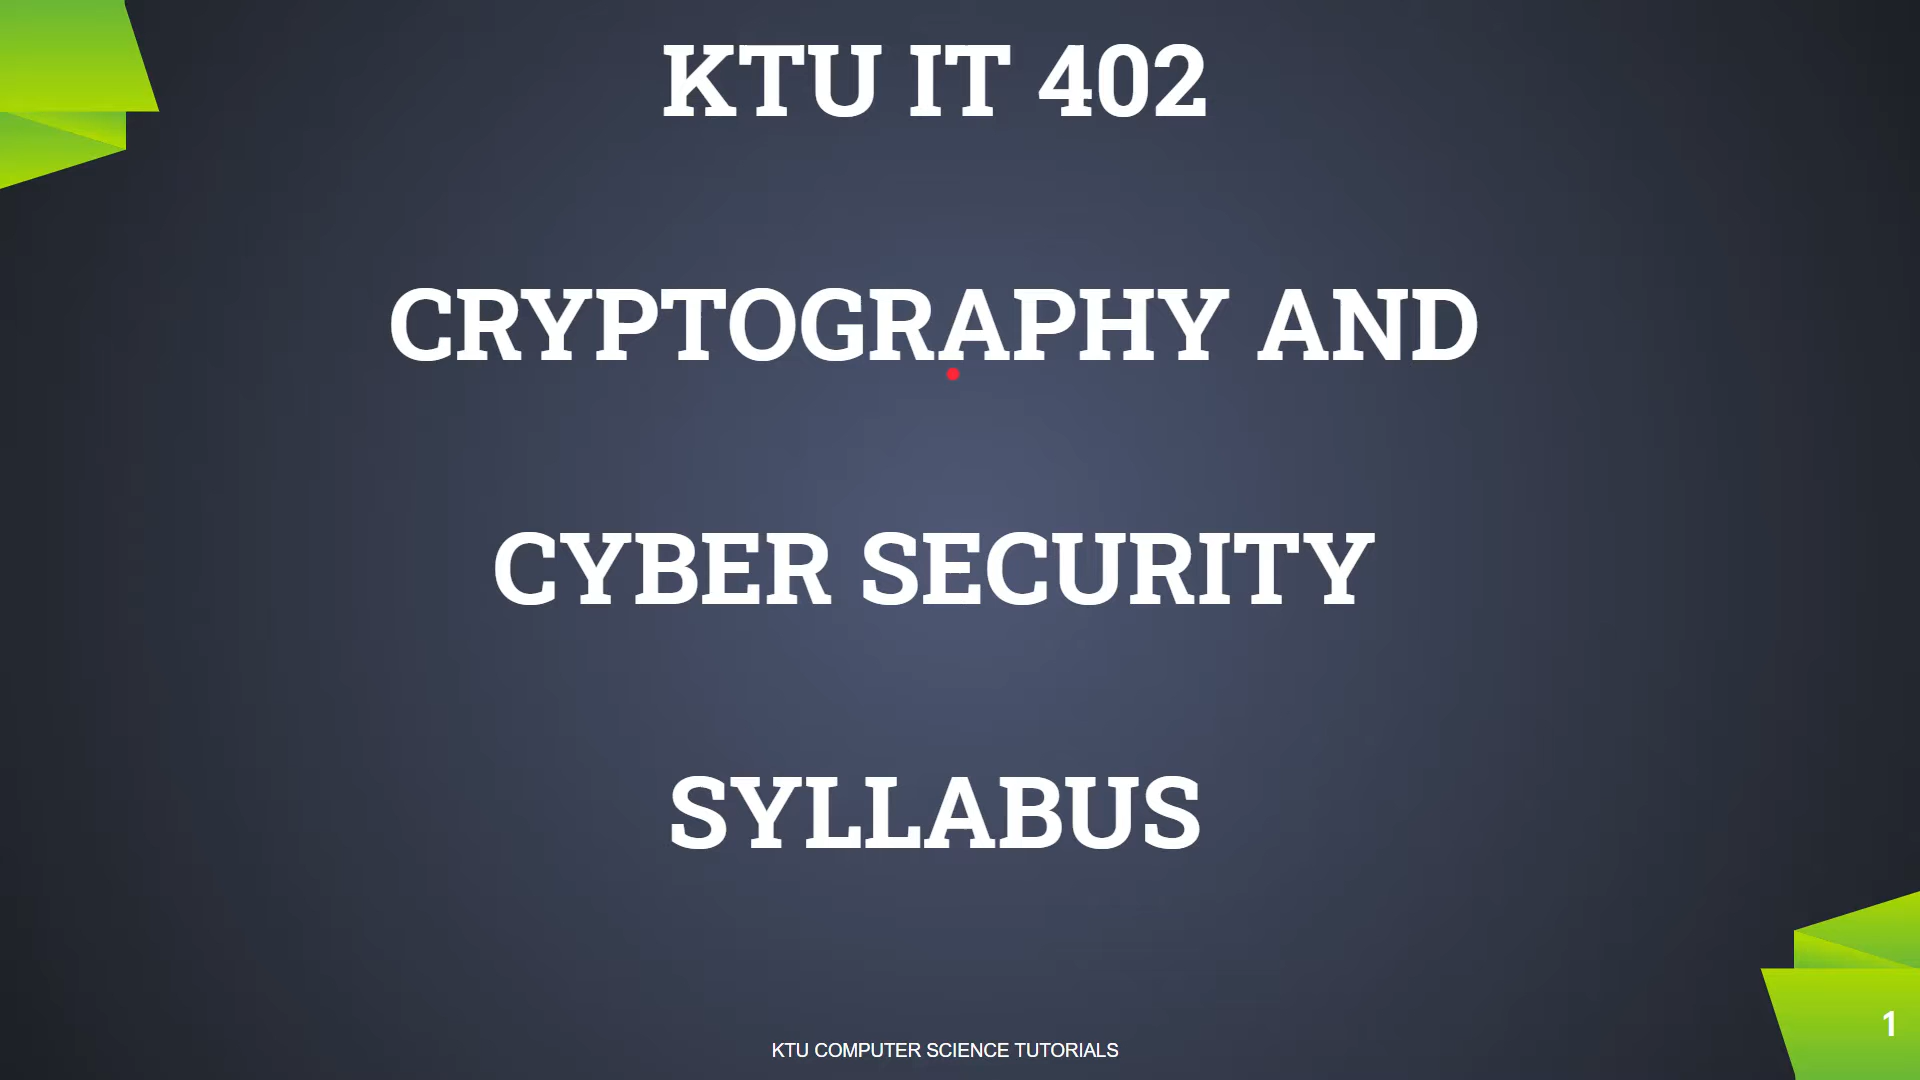 KTU IT 402
CRYPTOGRAPHY AND
CYBER SECURITY
SYLLABUS
KTU COMPUTER SCIENCE TUTORIALS
1